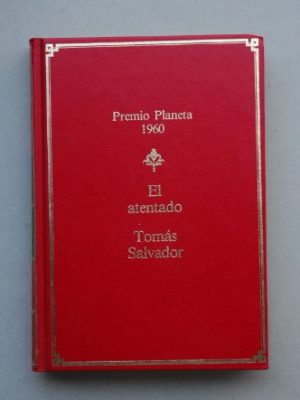 Premio Planeta
1960
El
atentado
Tomás
Salvador